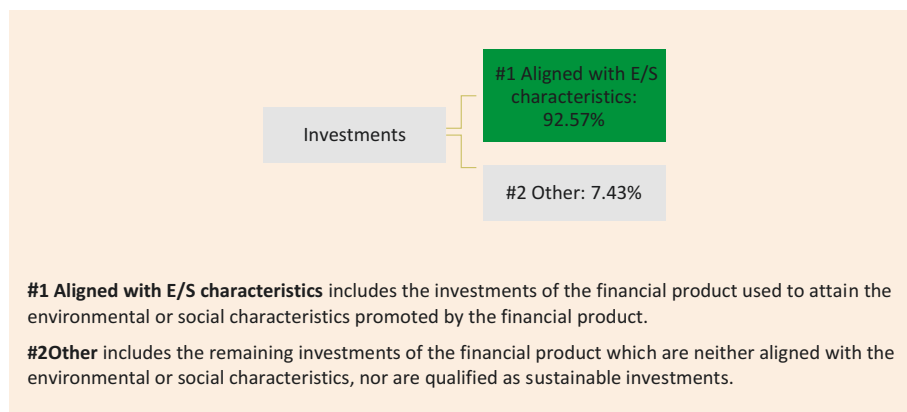 #1 Aligned with E/S
characteristics:
92.57%
Investments
#2 Other: 7.43%
#1 Aligned with E/S characteristics includes the investments of the financial product used to attain the
environmental or social characteristics promoted by the financial product.
#2Other includes the remaining investments of the financial product which are neither aligned with the
environmental or social characteristics, nor are qualified as sustainable investments.